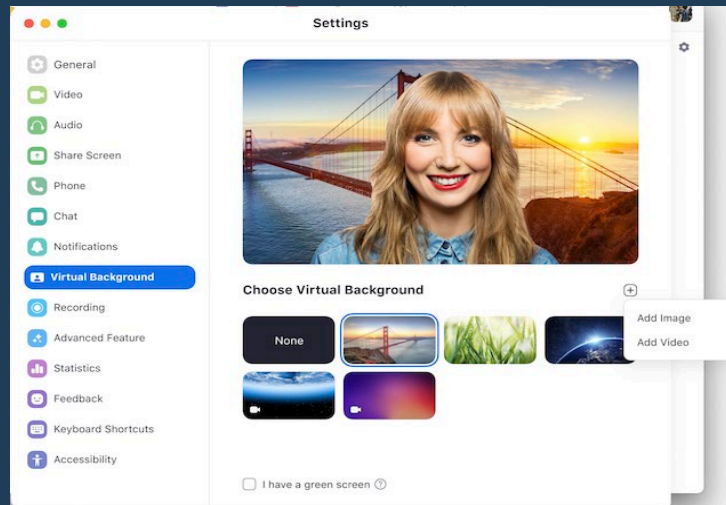 Settings
General
Video
Audio
Share Screen
Phone
Chat
Notifications
Virtual Background
Recording
Advanced Feature
Statistics
Feedback
Keyboard Shortcuts
Accessibility
Choose Virtual Background
Add Image
Add Video
None
I have a green screen